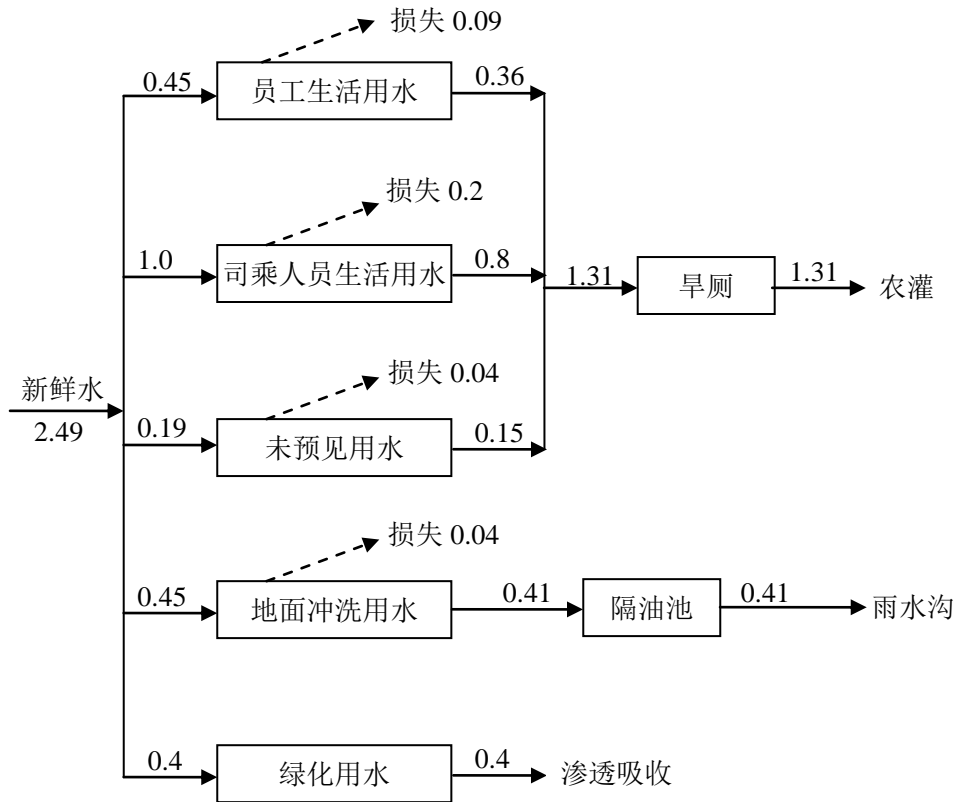 损失 0.09
0.45
员工生活用水
0.36
损失 0.2
1.0
司乘人员生活用水
0.8
1.31
旱厕
1.31
农灌
新鲜水
2.49
损失 0.04
0.19
未预见用水
0.15
损失 0.04
0.45
地面冲洗用水
0.41
隔油池
0.41
雨水沟
0.4
绿化用水
0.4
渗透吸收